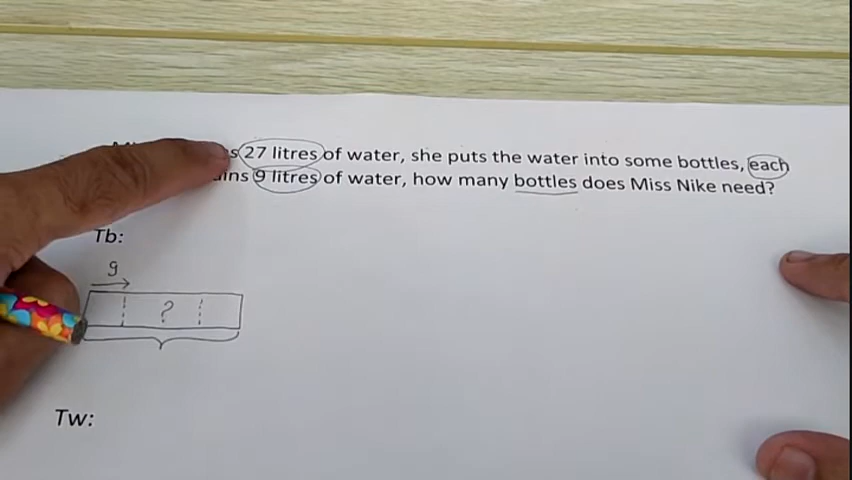 27 litres of water, she puts the water into some bottles, each
9 litres of water, how many bottles does Miss Nike need?
Tb:
9
?
Tw: